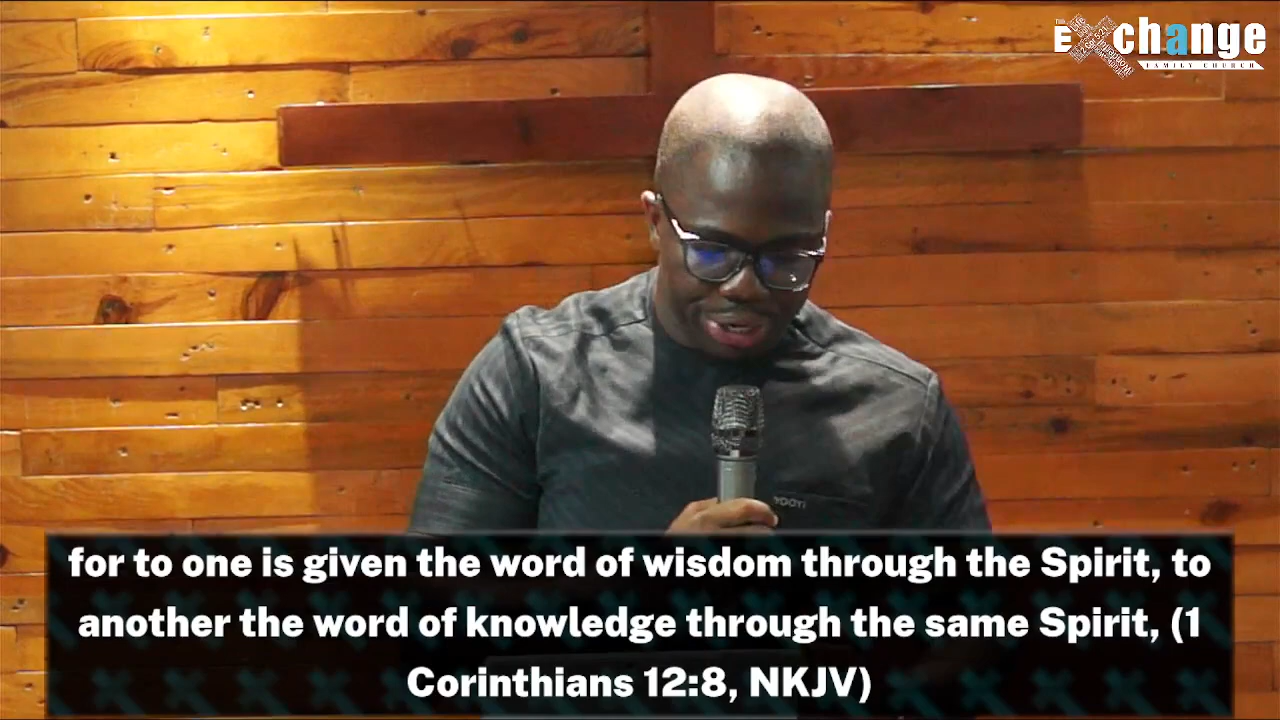 The
Exchange
FAMILY CHURCH
for to one is given the word of wisdom through the Spirit, to
another the word of knowledge through the same Spirit, (1
Corinthians 12:8, NKJV)